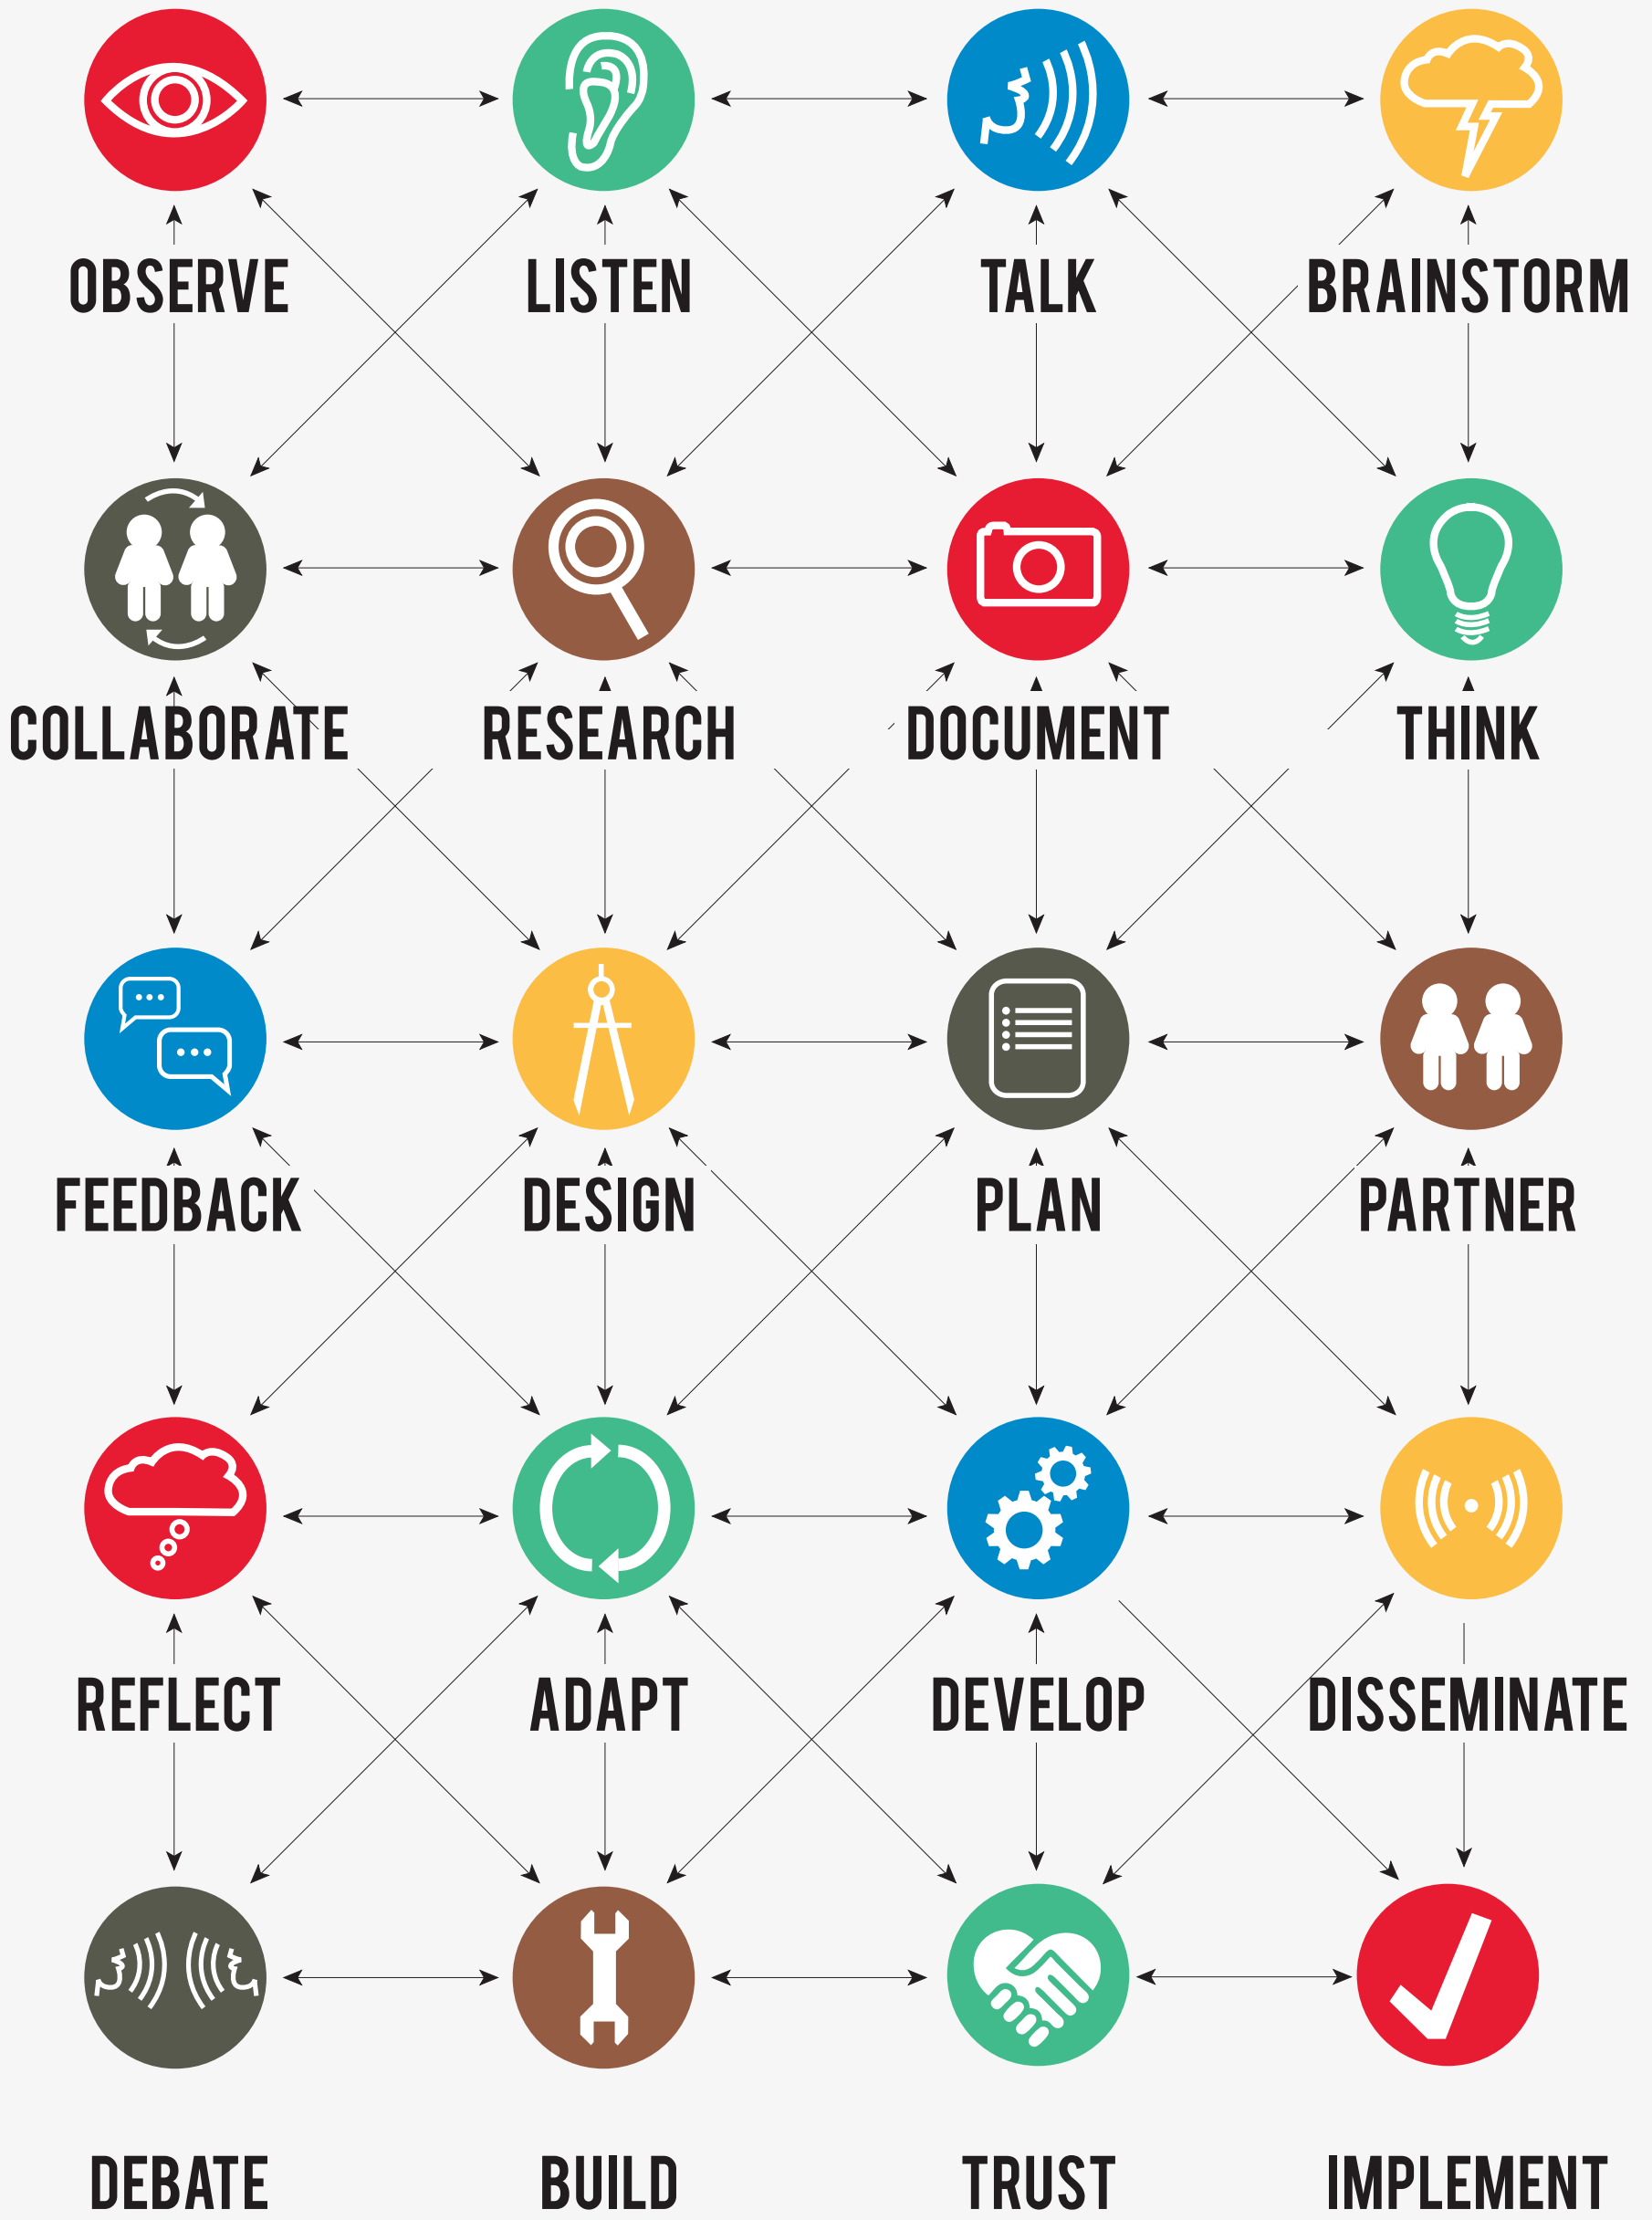 OBSERVE LISTEN TALK BRAINSTORM
COLLABORATE RESEARCH DOCUMENT THINK
FEEDBACK DESIGN PLAN PARTNER
REFLECT ADAPT DEVELOP DISSEMINATE
DEBATE BUILD TRUST IMPLEMENT